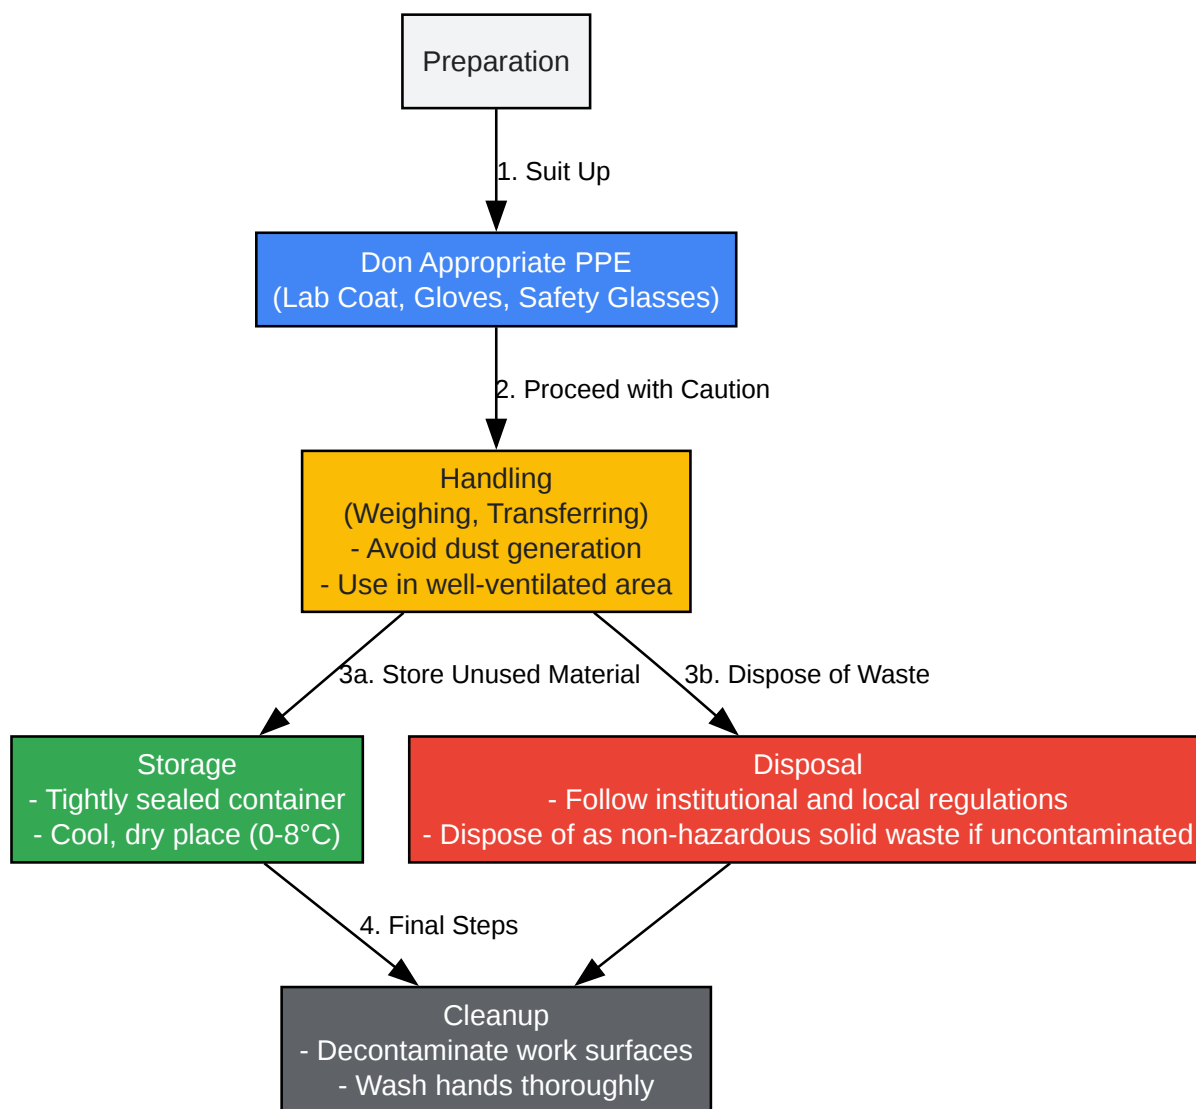 Preparation
1. Suit Up
Don Appropriate PPE
(Lab Coat, Gloves, Safety Glasses)
2. Proceed with Caution
Handling
(Weighing, Transferring)
- Avoid dust generation
- Use in well-ventilated area
3a. Store Unused Material
3b. Dispose of Waste
Storage
- Tightly sealed container
- Cool, dry place (0-8°C)
Disposal
- Follow institutional and local regulations
- Dispose of as non-hazardous solid waste if uncontaminated
4. Final Steps
Cleanup
- Decontaminate work surfaces
- Wash hands thoroughly